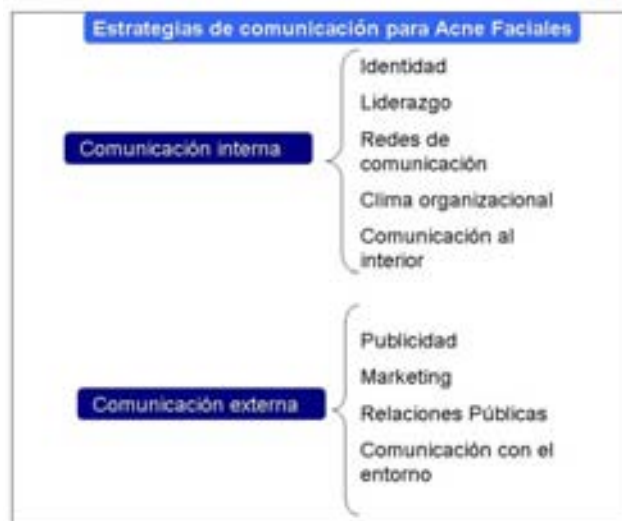 Estrategias de comunicación para Acne Faciales
Comunicación interna
Identidad
Liderazgo
Redes de
comunicación
Clima organizacional
Comunicación al
interior
Comunicación externa
Publicidad
Marketing
Relaciones Públicas
Comunicación con el
entorno